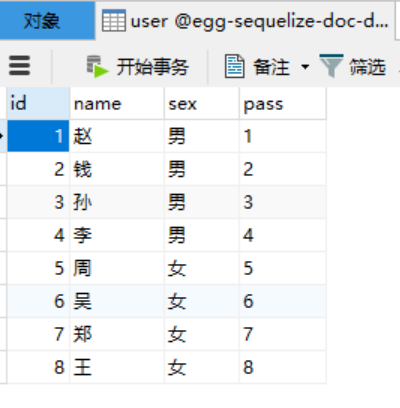 对象 user @egg-sequelize-doc-d...
开始事务 备注 筛选
id name sex pass
1 赵 男 1
2 钱 男 2
3 孙 男 3
4 李 男 4
5 周 女 5
6 吴 女 6
7 郑 女 7
8 王 女 8